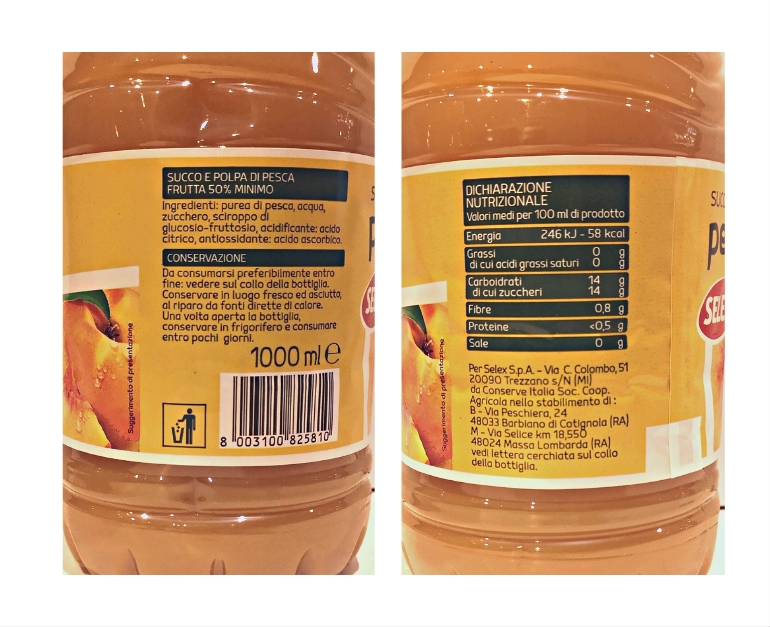 SUCCO E POLPA DI PESCA
FRUTTA 50% MINIMO
Ingredienti: purea di pesca, acqua,
zucchero, sciroppo di
glucosio-fruttosio, acidificante: acido
citrico, antiossidante: acido ascorbico.
CONSERVAZIONE
Da consumarsi preferibilmente entro
fine: vedere sul collo della bottiglia.
Conservare in luogo fresco ed asciutto,
al riparo da fonti dirette di calore.
Una volta aperta la bottiglia,
conservare in frigorifero e consumare
entro pochi giorni.
1000 ml e
Suggerimento di presentazione
8 003100 825810
DICHIARAZIONE
NUTRIZIONALE
Valori medi per 100 ml di prodotto
Energia 246 kJ - 58 kcal
Grassi 0 g
di cui acidi grassi saturi 0 g
Carboidrati 14 g
di cui zuccheri 14 g
Fibre 0,8 g
Proteine <0,5 g
Sale 0 g
Per Selex S.p.A. - Via C. Colombo, 51
20090 Trezzano s/N (MI)
da Conserve Italia Soc. Coop.
Agricola nello stabilimento di :
B - Via Peschiera, 24
48033 Barbiano di Cotignola (RA)
M - Via Selice km 18,550
48024 Massa Lombarda (RA)
vedi lettera cerchiata sul collo
della bottiglia.
Suggerimento di presentazione
SUC
pe
SELE